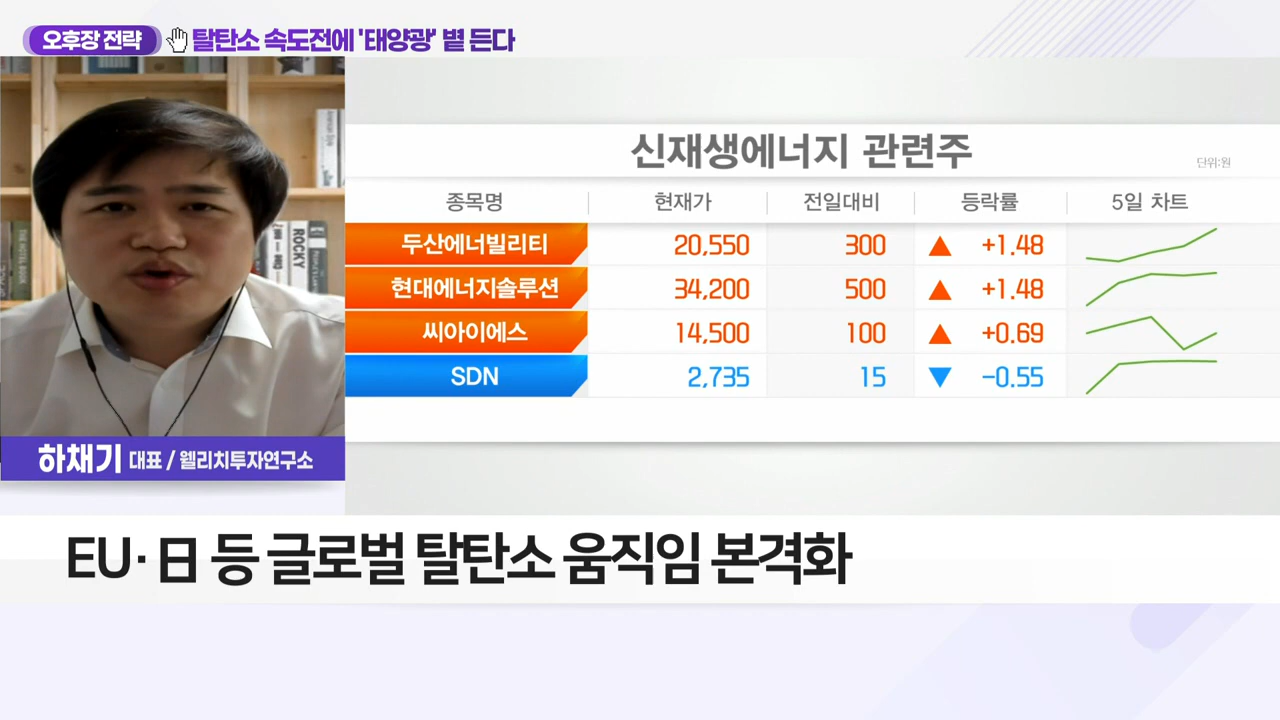 오후장 전략 탈탄소 속도전에 '태양광' 볕 든다
신재생에너지 관련주
단위:원
종목명 현재가 전일대비 등락률 5일 차트
두산에너빌리티 20,550 300 ▲ +1.48
현대에너지솔루션 34,200 500 ▲ +1.48
씨아이에스 14,500 100 ▲ +0.69
SDN 2,735 15 ▼ -0.55
ROCKY
하채기 대표 / 웰리치투자연구소
EU·日 등 글로벌 탈탄소 움직임 본격화